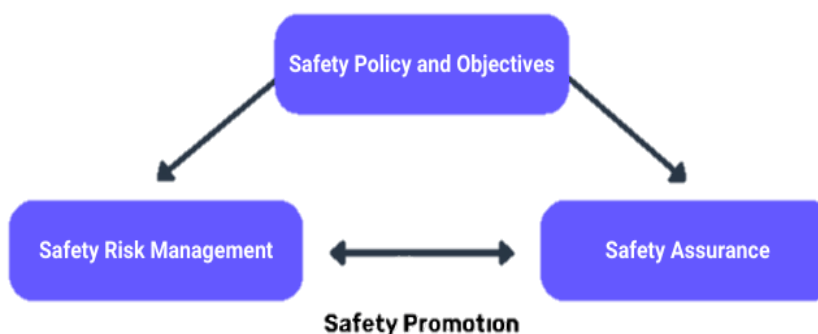 Safety Policy and Objectives
Safety Risk Management
Safety Assurance
Safety Promotion